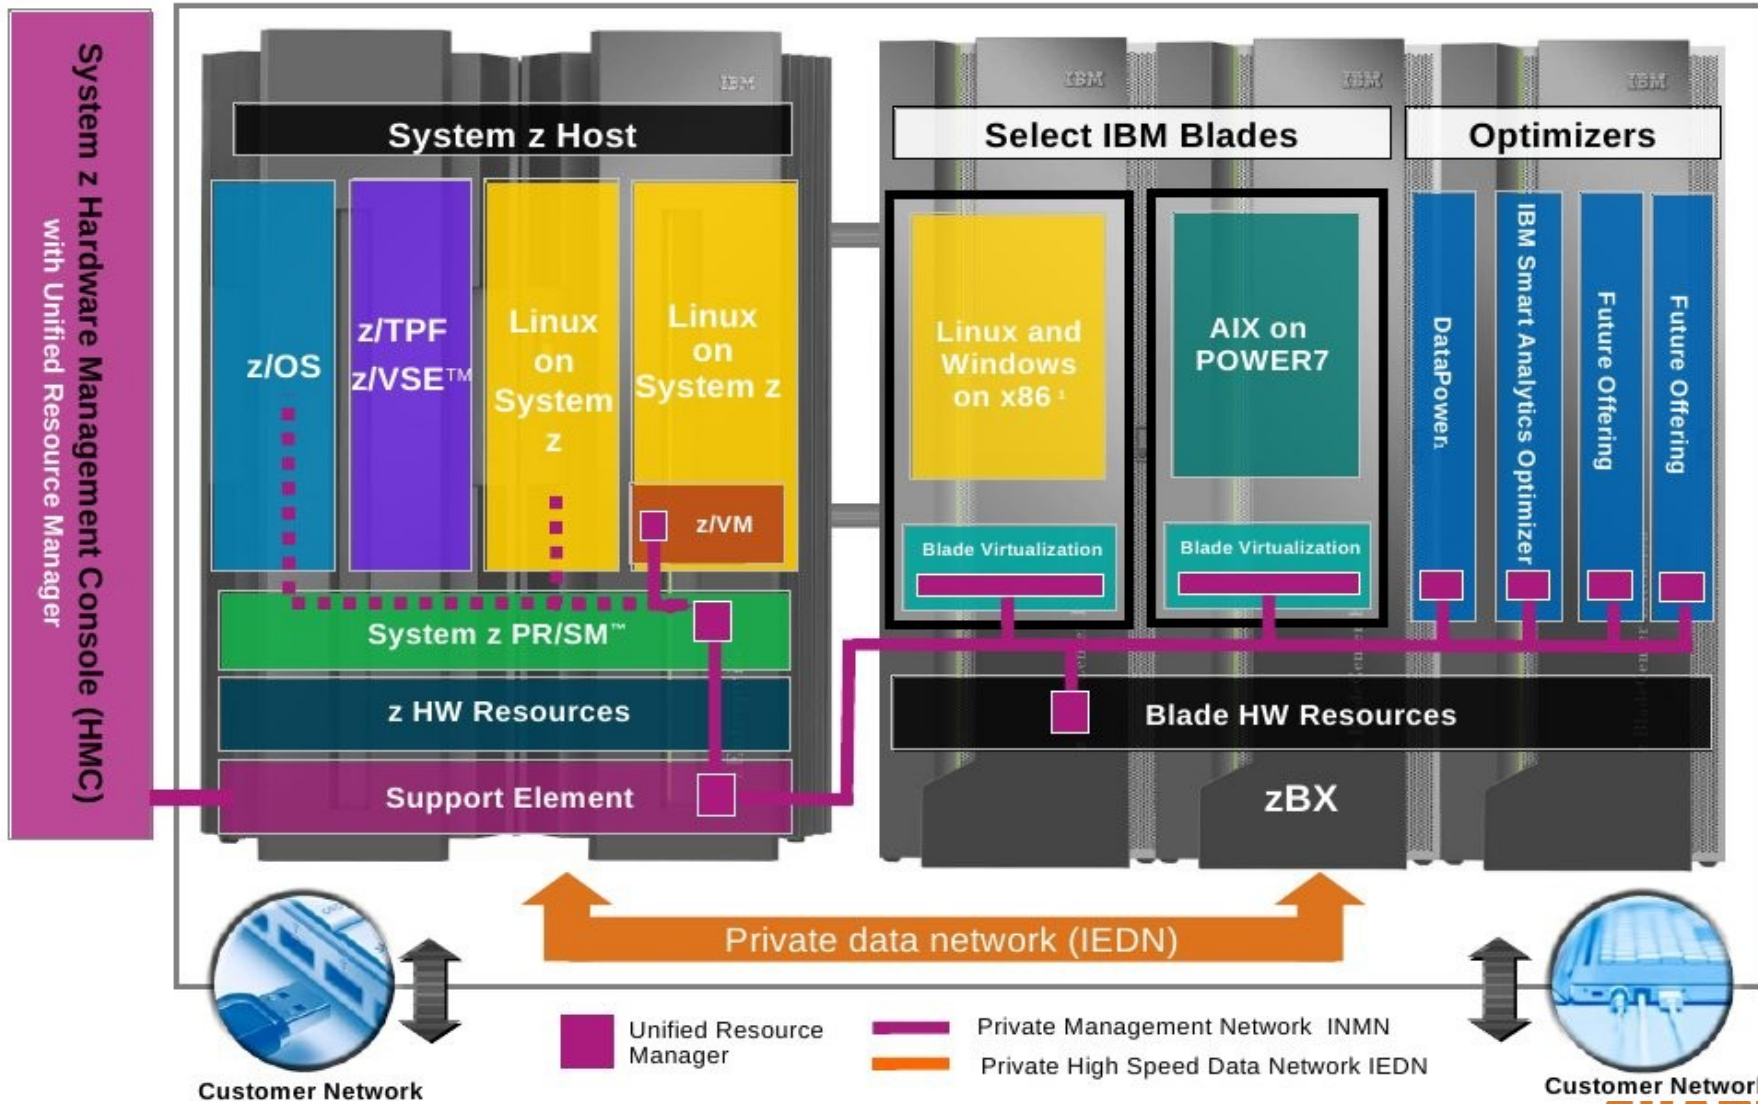 System z Hardware Management Console (HMC)
with Unified Resource Manager
IBM
System z Host
z/OS
z/TPF
z/VSE™
Linux
on
System
z
Linux
on
System z
z/VM
System z PR/SM™
z HW Resources
Support Element
IBM
IBM
IBM
Select IBM Blades
Optimizers
Linux and
Windows
on x86 ¹
Blade Virtualization
AIX on
POWER7
Blade Virtualization
DataPower₁
IBM Smart Analytics Optimizer
Future Offering
Future Offering
Blade HW Resources
zBX
Private data network (IEDN)
Customer Network
Unified Resource
Manager
Private Management Network INMN
Private High Speed Data Network IEDN
Customer Network